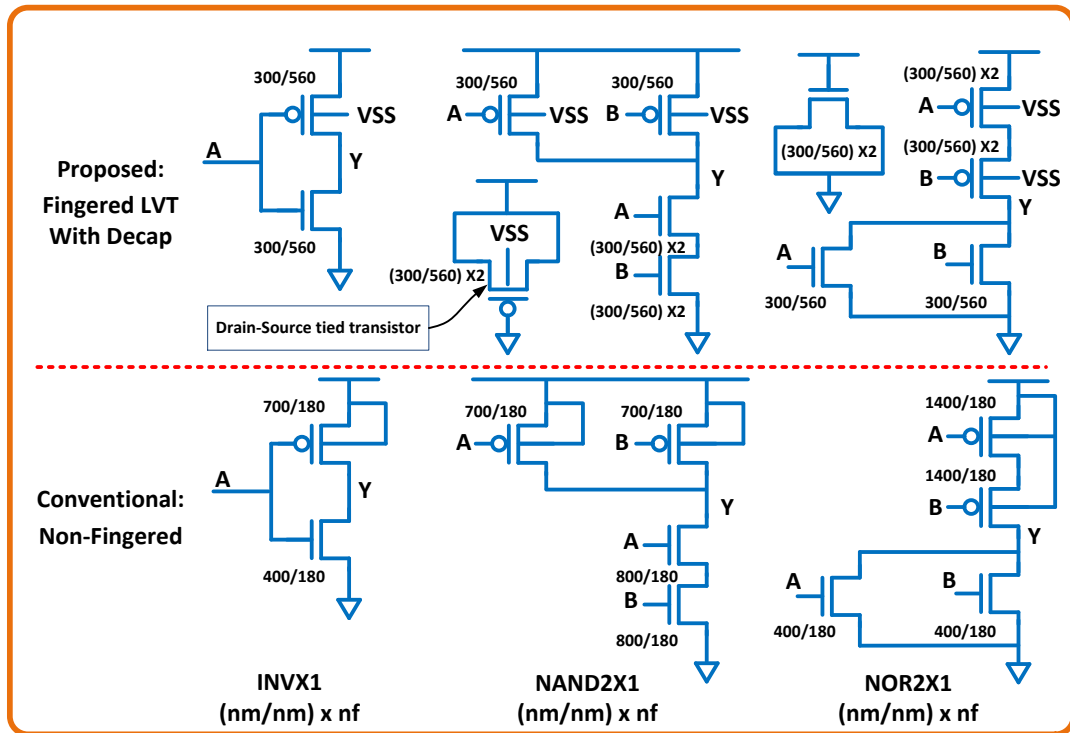 Proposed:
Fingered LVT
With Decap
300/560
A
VSS
Y
300/560
300/560
A
VSS
300/560
B
VSS
Y
A
(300/560) X2
B
(300/560) X2
VSS
(300/560) X2
Drain-Source tied transistor
(300/560) X2
(300/560) X2
A
VSS
(300/560) X2
B
VSS
Y
A
300/560
B
300/560
Conventional:
Non-Fingered
700/180
A
Y
400/180
700/180
A
700/180
B
Y
A
800/180
B
800/180
1400/180
A
1400/180
B
Y
A
400/180
B
400/180
INVX1
(nm/nm) x nf
NAND2X1
(nm/nm) x nf
NOR2X1
(nm/nm) x nf